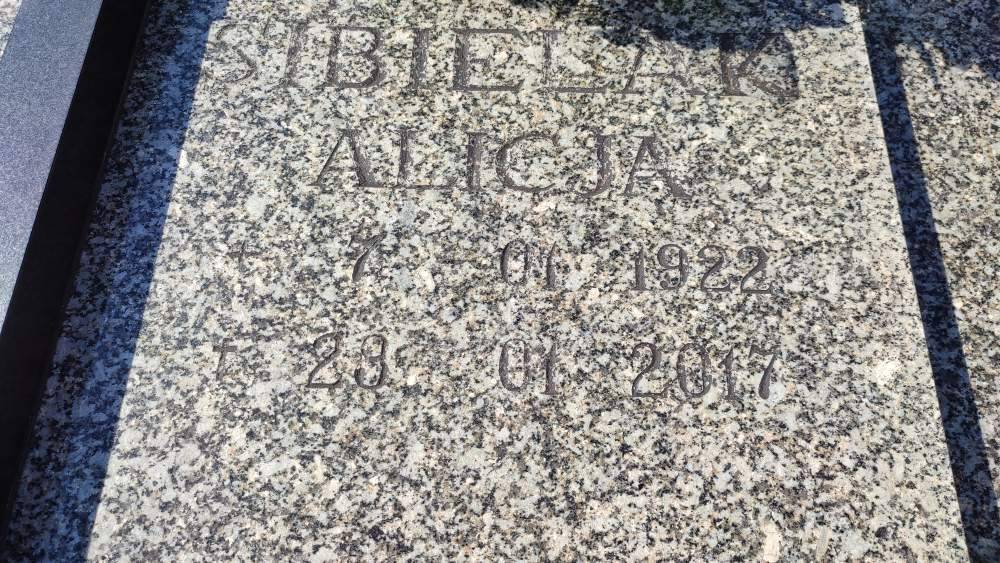 SIBIELAK
ALICJA
* 7 - 01 1922
† 23 01 2017